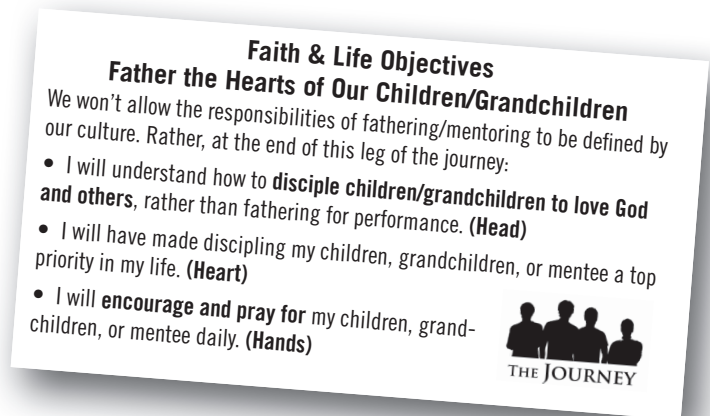 Faith & Life Objectives
Father the Hearts of Our Children/Grandchildren
We won't allow the responsibilities of fathering/mentoring to be defined by
our culture. Rather, at the end of this leg of the journey:
• I will understand how to disciple children/grandchildren to love God
and others, rather than fathering for performance. (Head)
• I will have made discipling my children, grandchildren, or mentee a top
priority in my life. (Heart)
• I will encourage and pray for my children, grand-
children, or mentee daily. (Hands)
THE JOURNEY